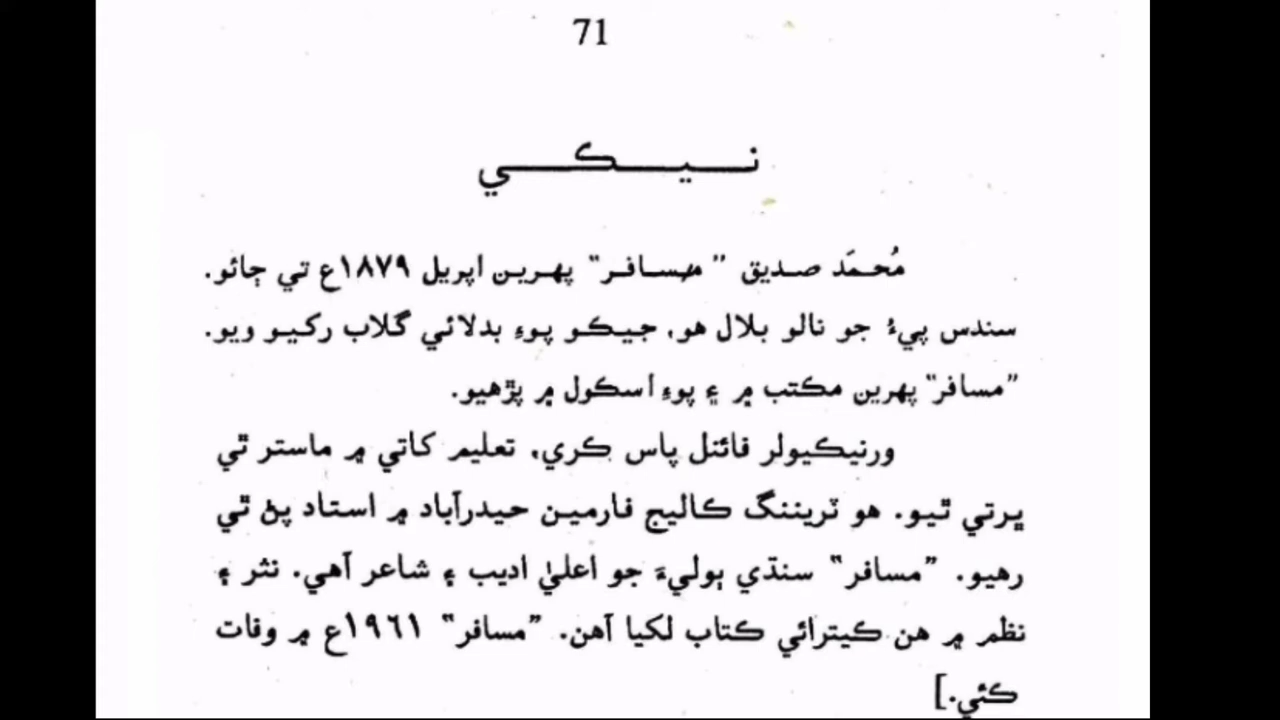 71
نيڪي
مُحمَد صديق ”مسافر“ پهرين اپريل ١٨٧٩ع تي ڄائو.
سندس پيءُ جو نالو بلال هو، جيڪو پوءِ بدلائي گلاب رکيو ويو.
”مسافر“ پهرين مڪتب ۾ ۽ پوءِ اسڪول ۾ پڙهيو.
ورنيڪيولر فائنل پاس ڪري، تعليم کاتي ۾ ماستر ٿي
ڀرتي ٿيو. هو ٽريننگ ڪاليج فارمين حيدرآباد ۾ استاد پڻ ٿي
رهيو. ”مسافر“ سنڌي ٻوليءَ جو اعليٰ اديب ۽ شاعر آهي. نثر ۽
نظم ۾ هن ڪيترائي ڪتاب لکيا آهن. ”مسافر“ ١٩٦١ع ۾ وفات
ڪئي.]